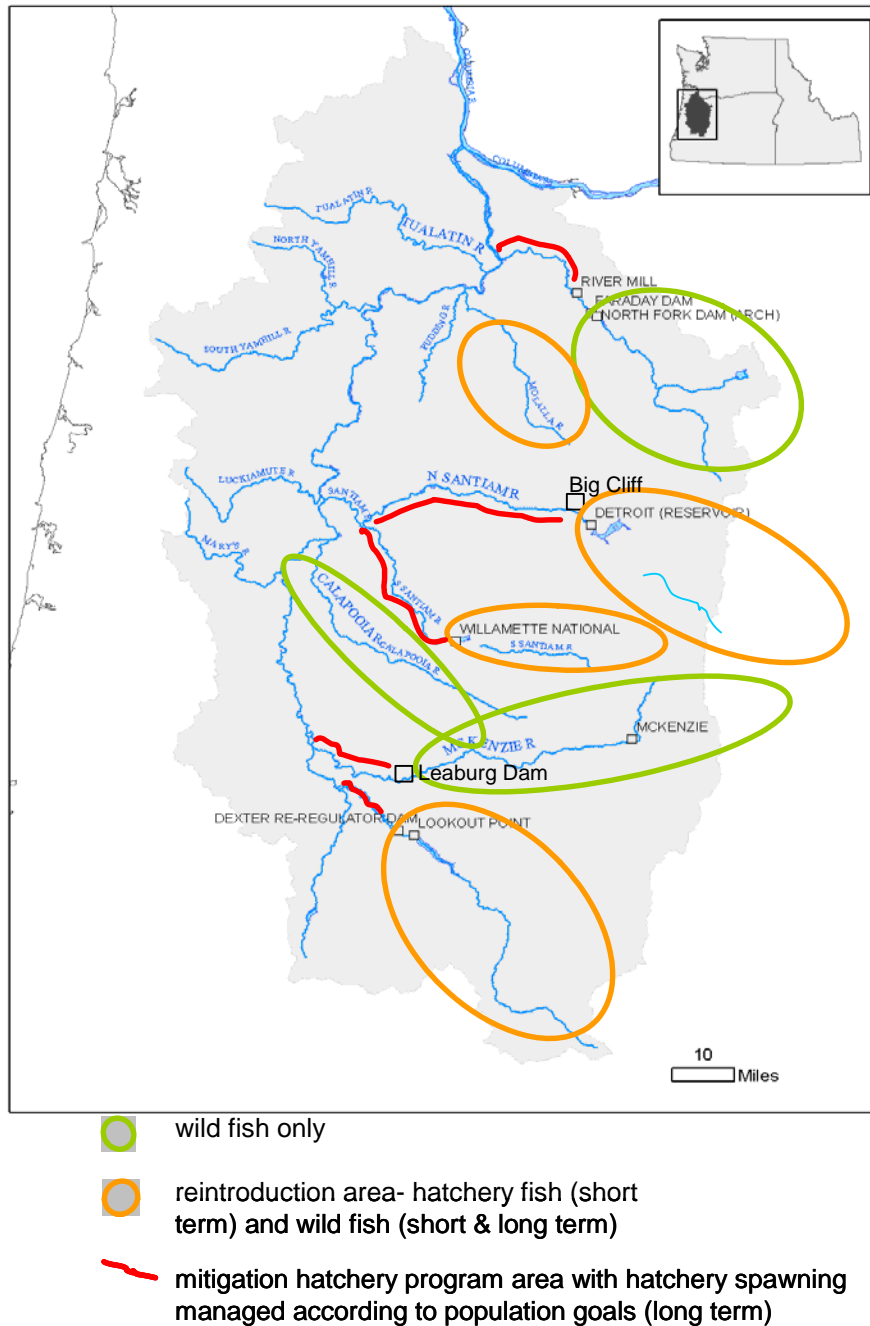 COLUMBIA R
COLUMBIA R
TUALATIN R
TUALATIN R
NORTH YAMHILL R
RIVER MILL
FARADAY DAM
NORTH FORK DAM (ARCH)
SOUTH YAMHILL R
PUDDING R
MOLALLA R
LUCKIAMUTE R
SANTIAM R
N SANTIAM R
Big Cliff
DETROIT (RESERVOIR)
MARY'S R
S SANTIAM R
CALAPOOIA R
CALAPOOIA R
WILLAMETTE NATIONAL
S SANTIAM R
MCKENZIE R
MCKENZIE
Leaburg Dam
DEXTER RE-REGULATOR DAM
LOOKOUT POINT
10
Miles
wild fish only
reintroduction area- hatchery fish (short
term) and wild fish (short & long term)
mitigation hatchery program area with hatchery spawning
managed according to population goals (long term)